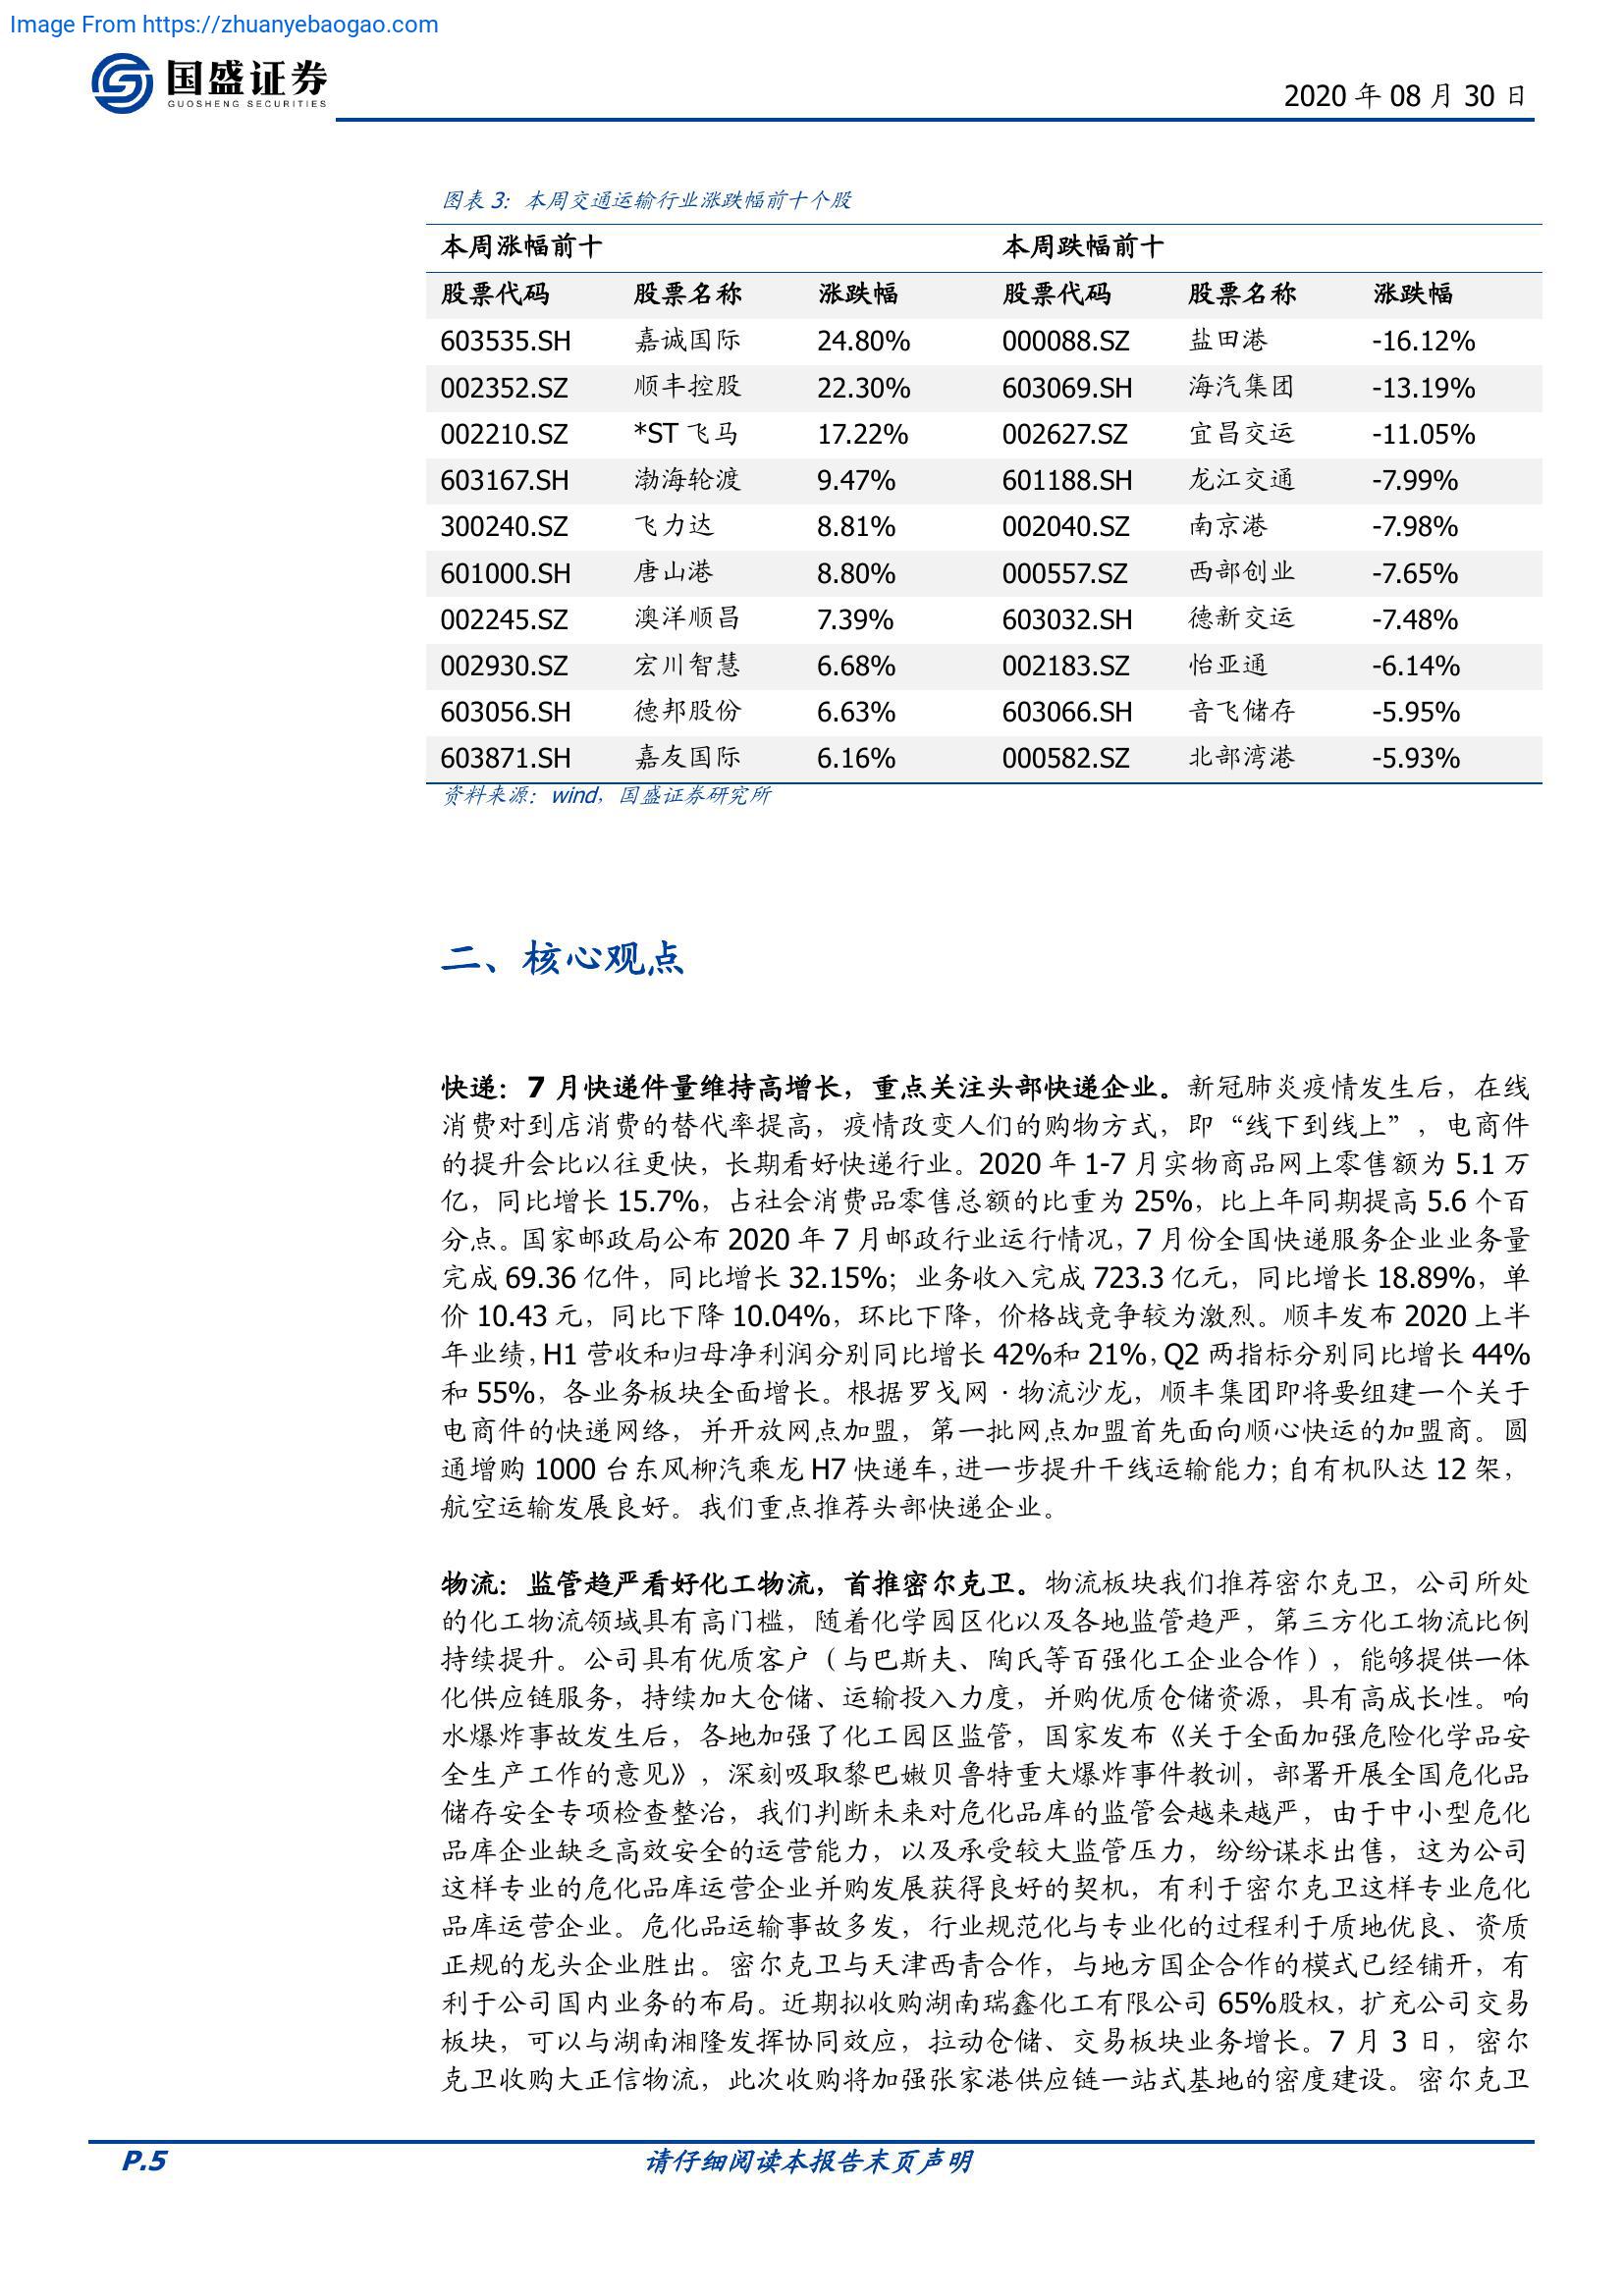 Image From https://zhuanyebaogao.com
国盛证券
GUOSHENG SECURITIES
2020 年 08 月 30 日
图表 3：本周交通运输行业涨跌幅前十个股
本周涨幅前十 本周跌幅前十
股票代码 股票名称 涨跌幅 股票代码 股票名称 涨跌幅
603535.SH 嘉诚国际 24.80% 000088.SZ 盐田港 -16.12%
002352.SZ 顺丰控股 22.30% 603069.SH 海汽集团 -13.19%
002210.SZ *ST 飞马 17.22% 002627.SZ 宜昌交运 -11.05%
603167.SH 渤海轮渡 9.47% 601188.SH 龙江交通 -7.99%
300240.SZ 飞力达 8.81% 002040.SZ 南京港 -7.98%
601000.SH 唐山港 8.80% 000557.SZ 西部创业 -7.65%
002245.SZ 澳洋顺昌 7.39% 603032.SH 德新交运 -7.48%
002930.SZ 宏川智慧 6.68% 002183.SZ 怡亚通 -6.14%
603056.SH 德邦股份 6.63% 603066.SH 音飞储存 -5.95%
603871.SH 嘉友国际 6.16% 000582.SZ 北部湾港 -5.93%
资料来源：wind，国盛证券研究所
二、核心观点
快递：7 月快递件量维持高增长，重点关注头部快递企业。新冠肺炎疫情发生后，在线
消费对到店消费的替代率提高，疫情改变人们的购物方式，即“线下到线上”，电商件
的提升会比以往更快，长期看好快递行业。2020 年 1-7 月实物商品网上零售额为 5.1 万
亿，同比增长 15.7%，占社会消费品零售总额的比重为 25%，比上年同期提高 5.6 个百
分点。国家邮政局公布 2020 年 7 月邮政行业运行情况，7 月份全国快递服务企业业务量
完成 69.36 亿件，同比增长 32.15%；业务收入完成 723.3 亿元，同比增长 18.89%，单
价 10.43 元，同比下降 10.04%，环比下降，价格战竞争较为激烈。顺丰发布 2020 上半
年业绩，H1 营收和归母净利润分别同比增长 42%和 21%，Q2 两指标分别同比增长 44%
和 55%，各业务板块全面增长。根据罗戈网·物流沙龙，顺丰集团即将要组建一个关于
电商件的快递网络，并开放网点加盟，第一批网点加盟首先面向顺心快运的加盟商。圆
通增购 1000 台东风柳汽乘龙 H7 快递车，进一步提升干线运输能力；自有机队达 12 架，
航空运输发展良好。我们重点推荐头部快递企业。
物流：监管趋严看好化工物流，首推密尔克卫。物流板块我们推荐密尔克卫，公司所处
的化工物流领域具有高门槛，随着化学园区化以及各地监管趋严，第三方化工物流比例
持续提升。公司具有优质客户（与巴斯夫、陶氏等百强化工企业合作），能够提供一体
化供应链服务，持续加大仓储、运输投入力度，并购优质仓储资源，具有高成长性。响
水爆炸事故发生后，各地加强了化工园区监管，国家发布《关于全面加强危险化学品安
全生产工作的意见》，深刻吸取黎巴嫩贝鲁特重大爆炸事件教训，部署开展全国危化品
储存安全专项检查整治，我们判断未来对危化品库的监管会越来越严，由于中小型危化
品库企业缺乏高效安全的运营能力，以及承受较大监管压力，纷纷谋求出售，这为公司
这样专业的危化品库运营企业并购发展获得良好的契机，有利于密尔克卫这样专业危化
品库运营企业。危化品运输事故多发，行业规范化与专业化的过程利于质地优良、资质
正规的龙头企业胜出。密尔克卫与天津西青合作，与地方国企合作的模式已经铺开，有
利于公司国内业务的布局。近期拟收购湖南瑞鑫化工有限公司 65%股权，扩充公司交易
板块，可以与湖南湘隆发挥协同效应，拉动仓储、交易板块业务增长。7 月 3 日，密尔
克卫收购大正信物流，此次收购将加强张家港供应链一站式基地的密度建设。密尔克卫
P.5 请仔细阅读本报告末页声明